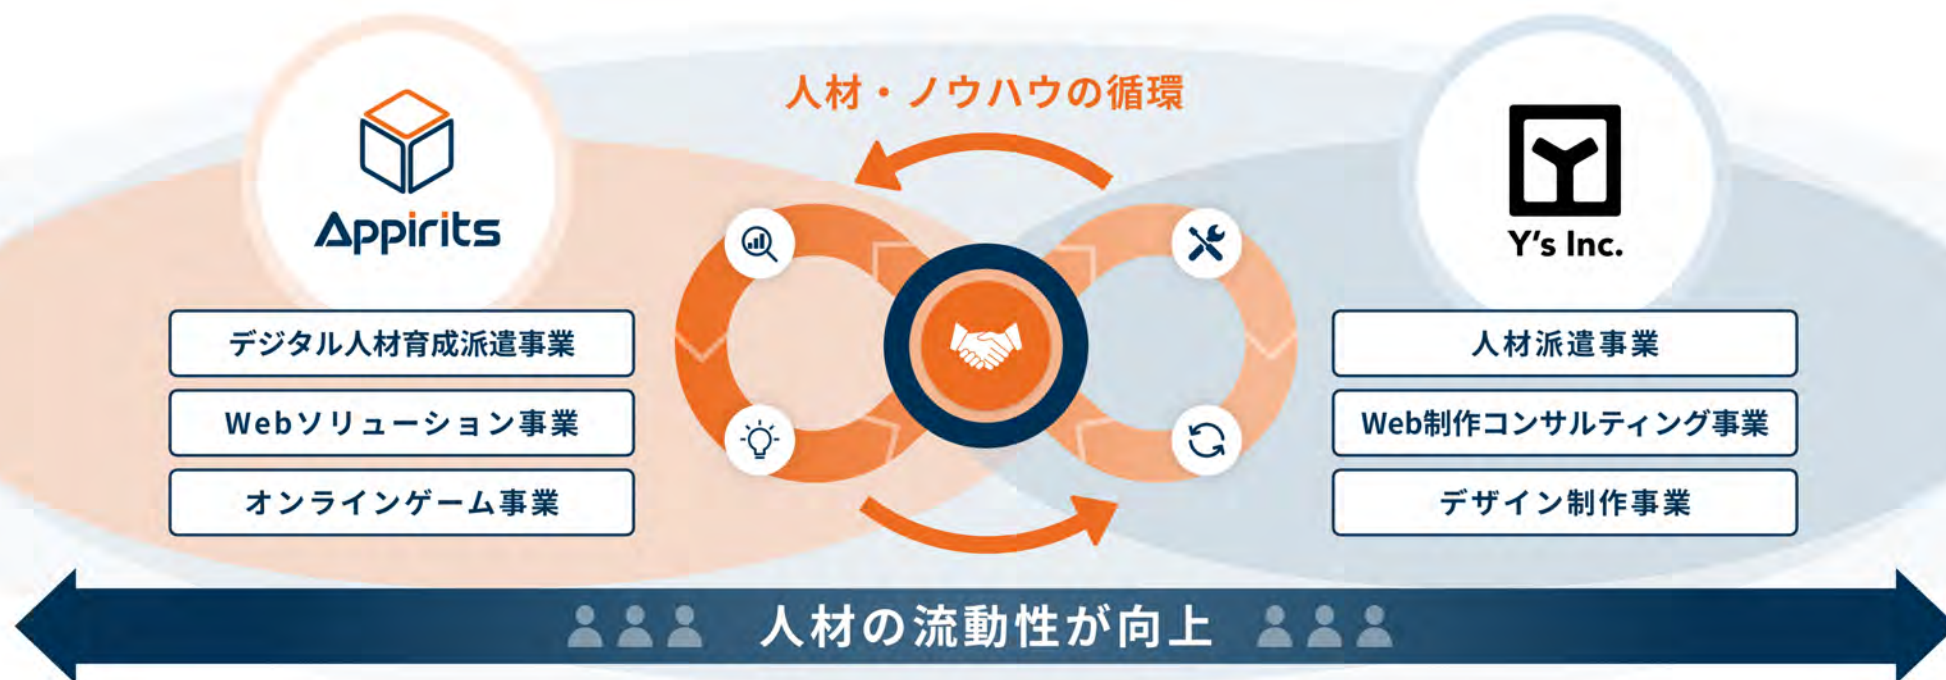 人材・ノウハウの循環
Appirits
Y's Inc.
デジタル人材育成派遣事業
Webソリューション事業
オンラインゲーム事業
人材派遣事業
Web制作コンサルティング事業
デザイン制作事業
人材の流動性が向上